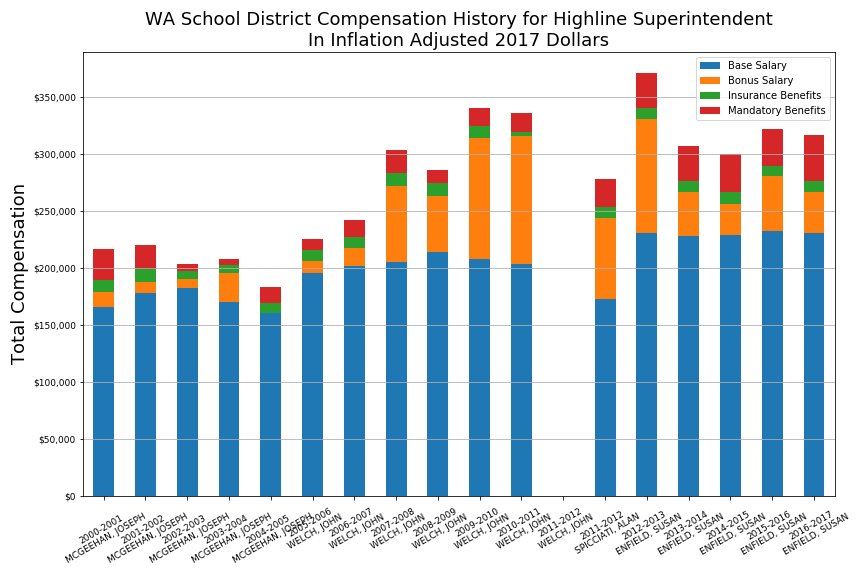 WA School District Compensation History for Highline Superintendent
In Inflation Adjusted 2017 Dollars
Base Salary
Bonus Salary
Insurance Benefits
Mandatory Benefits
Total Compensation
$350,000
$300,000
$250,000
$200,000
$150,000
$100,000
$50,000
$0
2000-2001
MCGEEHAN, JOSEPH
2001-2002
MCGEEHAN, JOSEPH
2002-2003
MCGEEHAN, JOSEPH
2003-2004
MCGEEHAN, JOSEPH
2004-2005
MCGEEHAN, JOSEPH
2005-2006
WELCH, JOHN
2006-2007
WELCH, JOHN
2007-2008
WELCH, JOHN
2008-2009
WELCH, JOHN
2009-2010
WELCH, JOHN
2010-2011
WELCH, JOHN
2011-2012
WELCH, JOHN
2011-2012
SPICCIATI, ALAN
2012-2013
ENFIELD, SUSAN
2013-2014
ENFIELD, SUSAN
2014-2015
ENFIELD, SUSAN
2015-2016
ENFIELD, SUSAN
2016-2017
ENFIELD, SUSAN